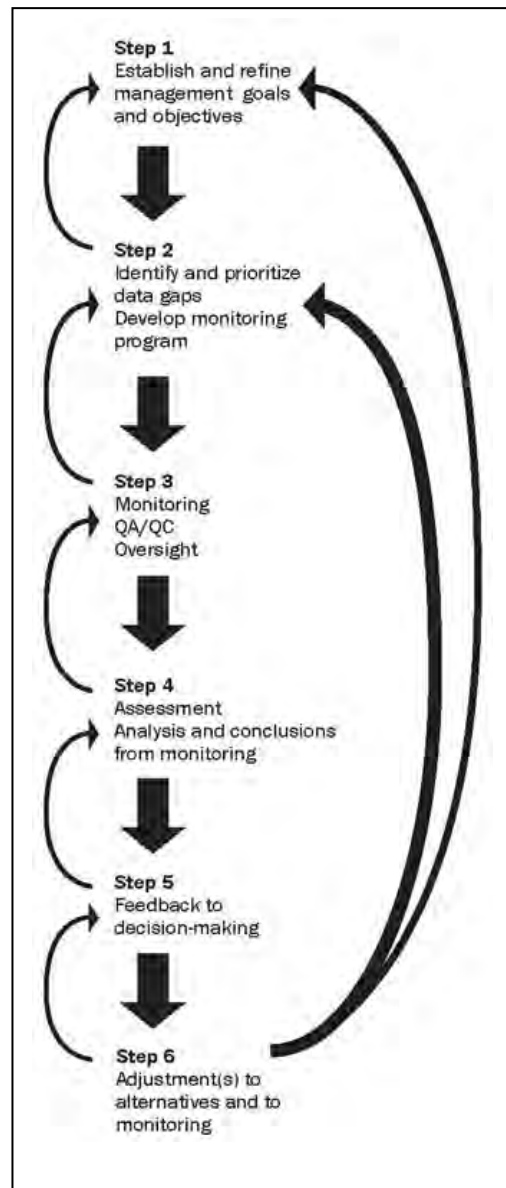 Step 1
Establish and refine
management goals
and objectives
Step 2
Identify and prioritize
data gaps
Develop monitoring
program
Step 3
Monitoring
QA/QC
Oversight
Step 4
Assessment
Analysis and conclusions
from monitoring
Step 5
Feedback to
decision-making
Step 6
Adjustment(s) to
alternatives and to
monitoring